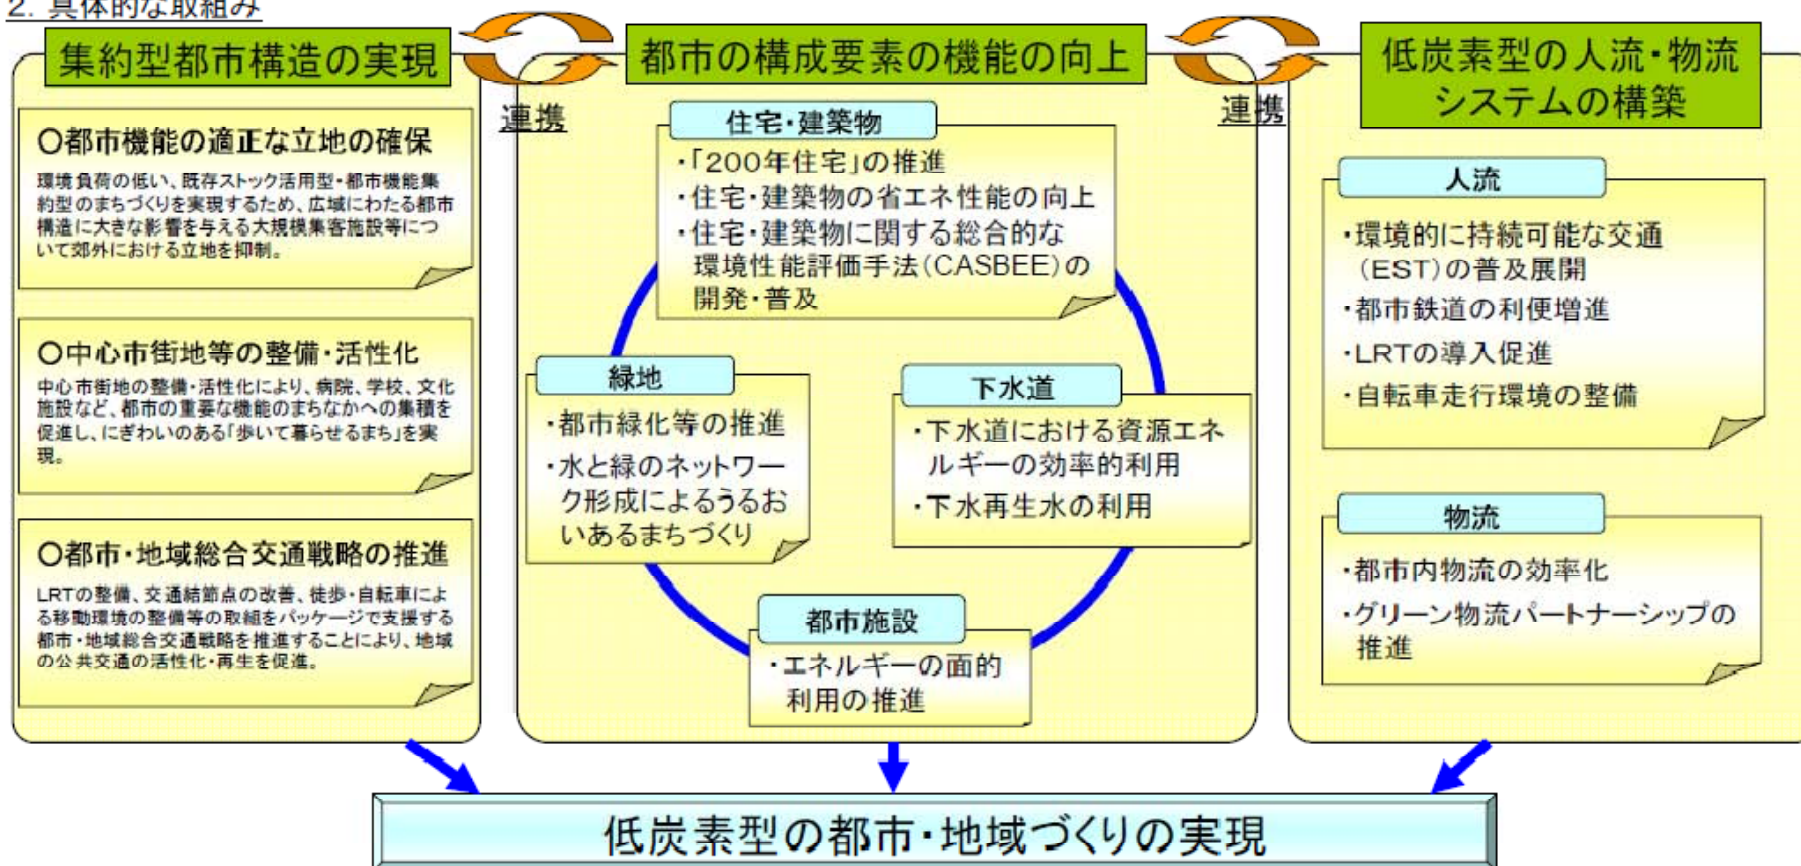 2. 具体的な取組み
集約型都市構造の実現
○都市機能の適正な立地の確保
環境負荷の低い、既存ストック活用型・都市機能集
約型のまちづくりを実現するため、広域にわたる都市
構造に大きな影響を与える大規模集客施設等につ
いて郊外における立地を抑制。
○中心市街地等の整備・活性化
中心市街地の整備・活性化により、病院、学校、文化
施設など、都市の重要な機能のまちなかへの集積を
促進し、にぎわいのある「歩いて暮らせるまち」を実
現。
○都市・地域総合交通戦略の推進
LRTの整備、交通結節点の改善、徒歩・自転車によ
る移動環境の整備等の取組をパッケージで支援する
都市・地域総合交通戦略を推進することにより、地域
の公共交通の活性化・再生を促進。
連携
都市の構成要素の機能の向上
住宅・建築物
・「200年住宅」の推進
・住宅・建築物の省エネ性能の向上
・住宅・建築物に関する総合的な
環境性能評価手法(CASBEE)の
開発・普及
緑地
・都市緑化等の推進
・水と緑のネットワー
ク形成によるうるお
いあるまちづくり
下水道
・下水道における資源エネ
ルギーの効率的利用
・下水再生水の利用
都市施設
・エネルギーの面的
利用の推進
連携
低炭素型の人流・物流
システムの構築
人流
・環境的に持続可能な交通
(EST)の普及展開
・都市鉄道の利便増進
・LRTの導入促進
・自転車走行環境の整備
物流
・都市内物流の効率化
・グリーン物流パートナーシップの
推進
低炭素型の都市・地域づくりの実現